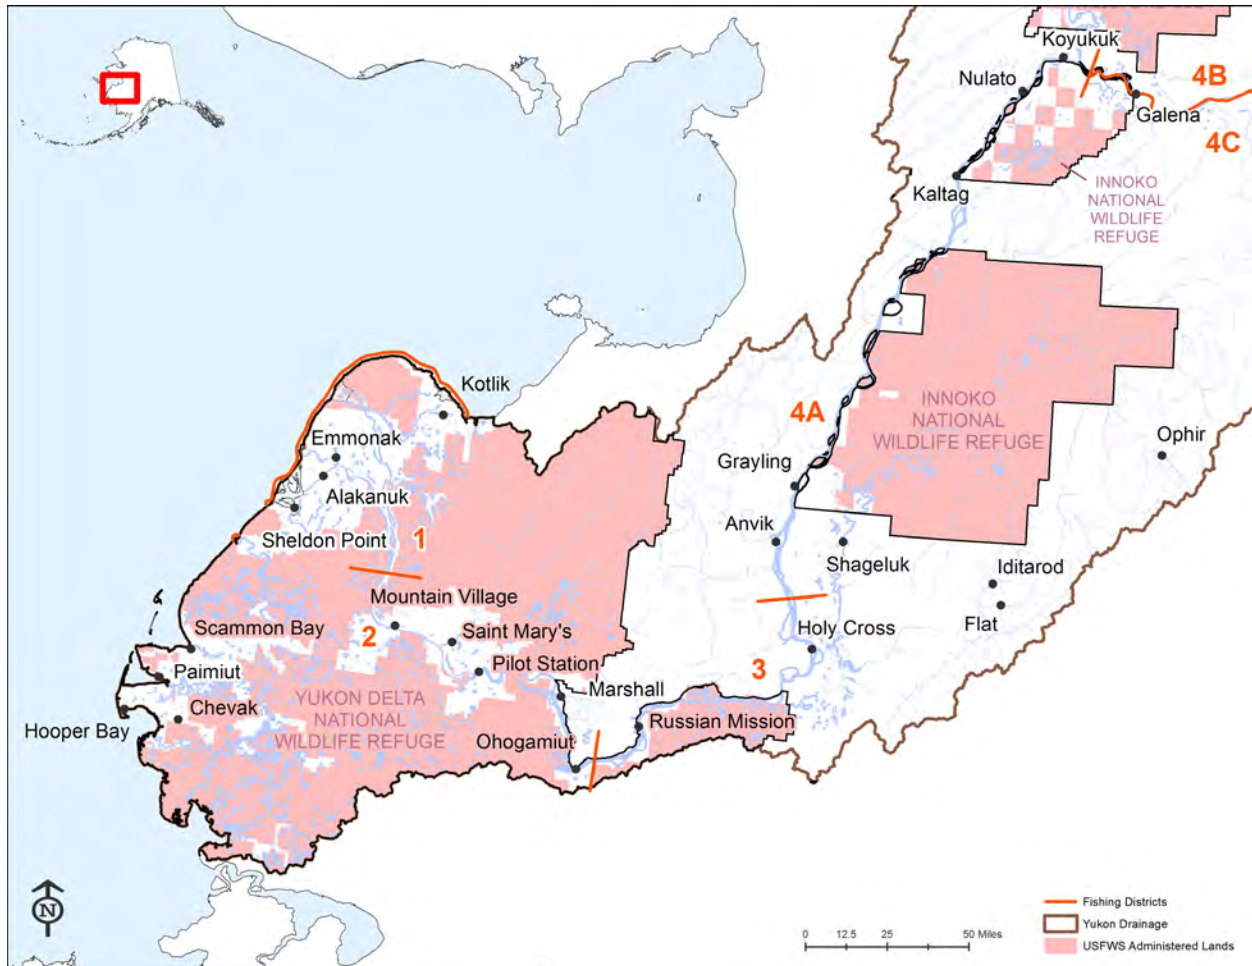 Koyukuk
4B
Nulato
Galena
4C
INNOKO
NATIONAL
WILDLIFE
REFUGE
Kaltag
Kotlik
4A
INNOKO
NATIONAL
WILDLIFE REFUGE
Ophir
Emmonak
Grayling
Alakanuk
Anvik
Sheldon Point
1
Shageluk
Iditarod
Mountain Village
Flat
Scammon Bay
2
Saint Mary's
Holy Cross
Pilot Station
3
Paimiut
Marshall
Chevak
YUKON DELTA
NATIONAL
WILDLIFE REFUGE
Hooper Bay
Russian Mission
Ohogamiut
N
Fishing Districts
Yukon Drainage
USFWS Administered Lands
0 12.5 25 50 Miles